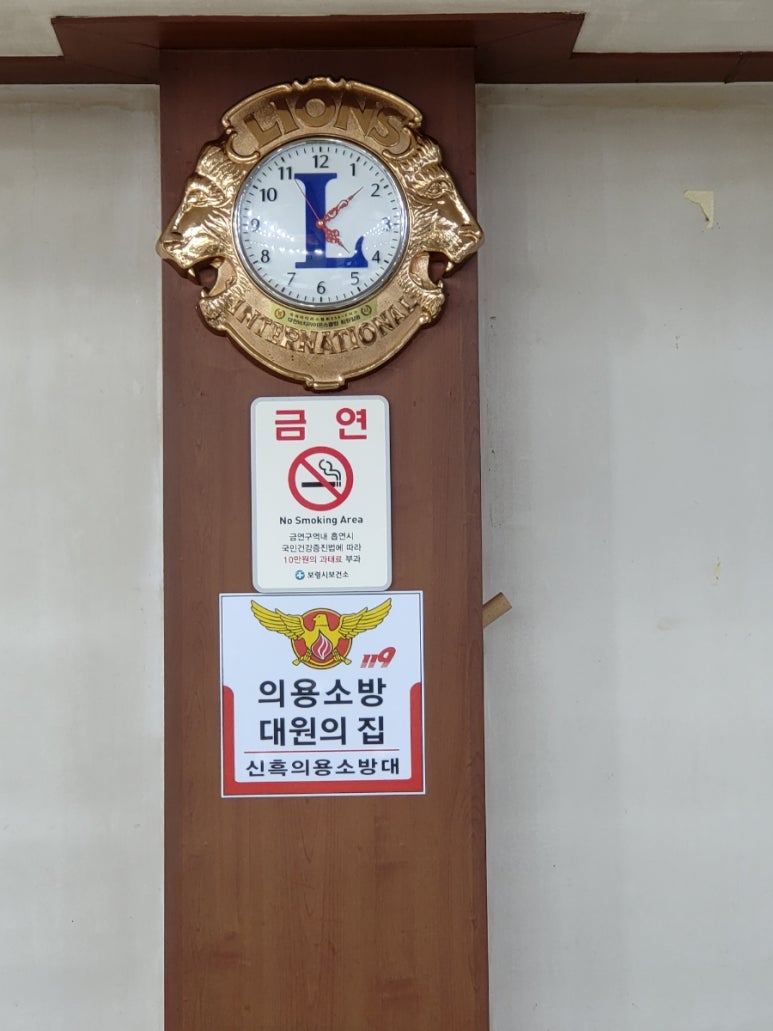 LIONS
12
11
1
10
2
9
3
8
4
7
5
6
L
INTERNATIONAL
금 연
No Smoking Area
금연구역내 흡연시
국민건강증진법에 따라
10만원의 과태료 부과
보령시보건소
119
의용소방
대원의 집
신흑의용소방대